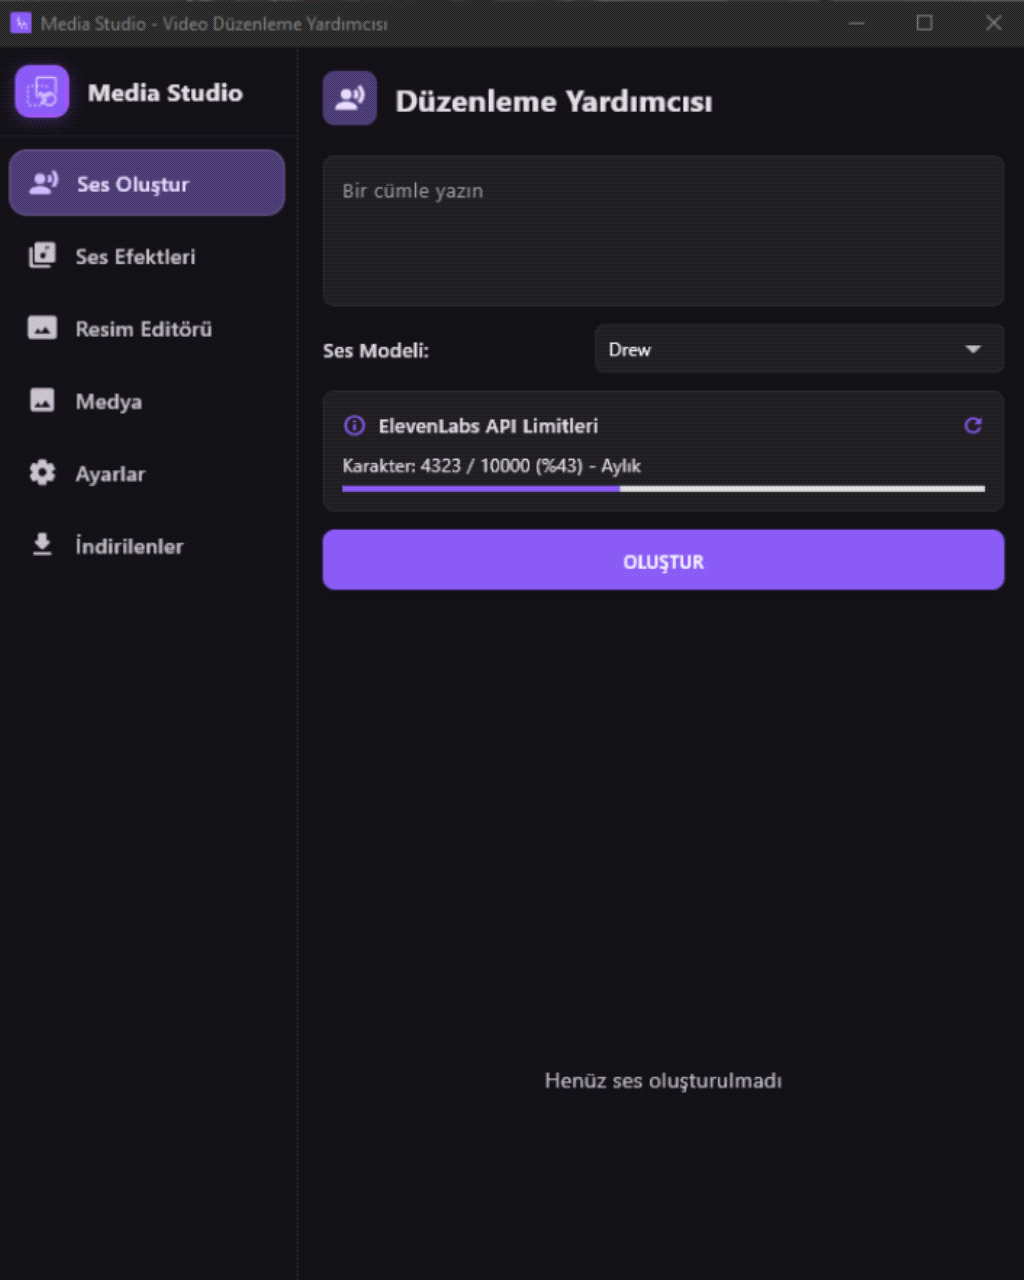 Media Studio - Video Düzenleme Yardımcısı
Media Studio
Ses Oluştur
Ses Efektleri
Resim Editörü
Medya
Ayarlar
İndirilenler
Düzenleme Yardımcısı
Bir cümle yazın
Ses Modeli:
Drew
ElevenLabs API Limitleri
Karakter: 4323 / 10000 (%43) - Aylık
OLUŞTUR
Henüz ses oluşturulmadı